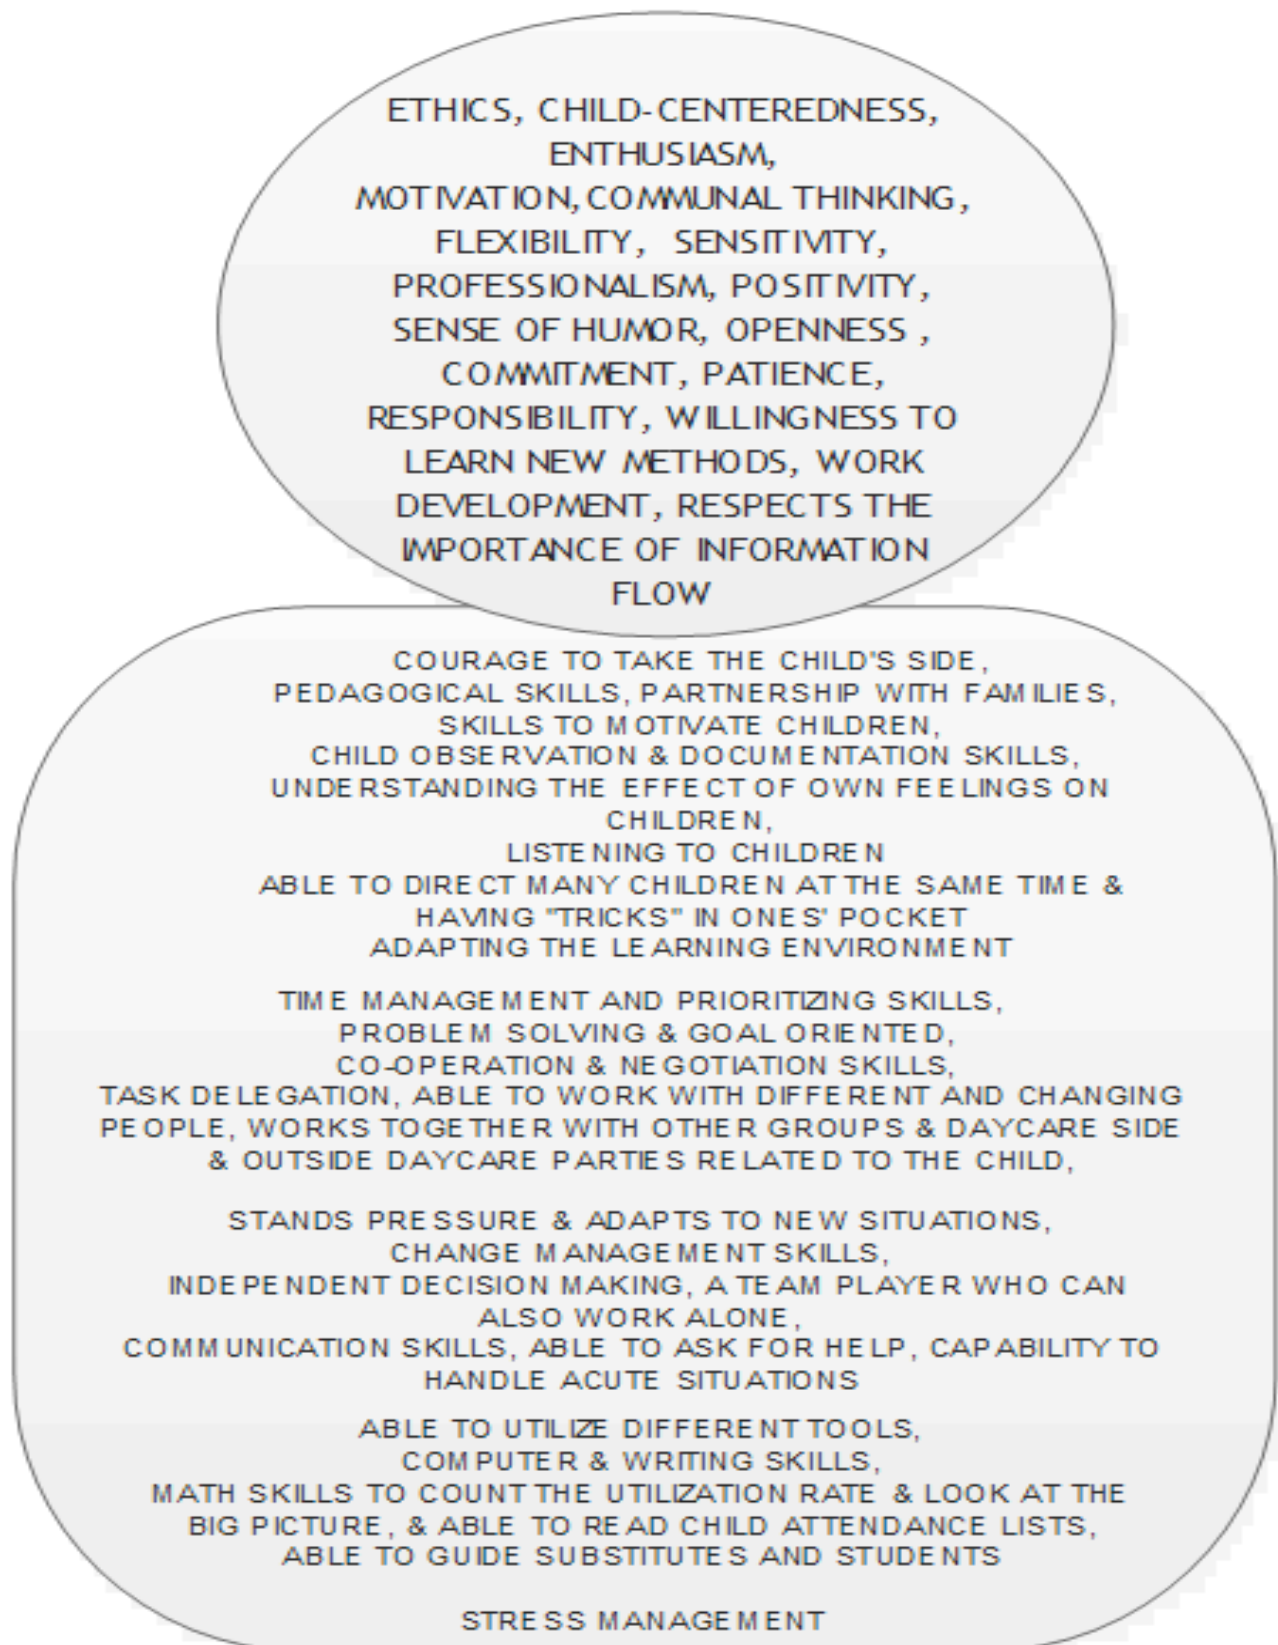 ETHICS, CHILD-CENTEREDNESS,
ENTHUSIASM,
MOTIVATION, COMMUNAL THINKING,
FLEXIBILITY, SENSITIVITY,
PROFESSIONALISM, POSITIVITY,
SENSE OF HUMOR, OPENNESS ,
COMMITMENT, PATIENCE,
RESPONSIBILITY, WILLINGNESS TO
LEARN NEW METHODS, WORK
DEVELOPMENT, RESPECTS THE
IMPORTANCE OF INFORMATION
FLOW
COURAGE TO TAKE THE CHILD'S SIDE,
PEDAGOGICAL SKILLS, PARTNERSHIP WITH FAMILIES,
SKILLS TO MOTIVATE CHILDREN,
CHILD OBSERVATION & DOCUMENTATION SKILLS,
UNDERSTANDING THE EFFECT OF OWN FEELINGS ON
CHILDREN,
LISTENING TO CHILDREN
ABLE TO DIRECT MANY CHILDREN AT THE SAME TIME &
HAVING "TRICKS" IN ONES' POCKET
ADAPTING THE LEARNING ENVIRONMENT
TIME MANAGEMENT AND PRIORITIZING SKILLS,
PROBLEM SOLVING & GOAL ORIENTED,
CO-OPERATION & NEGOTIATION SKILLS,
TASK DELEGATION, ABLE TO WORK WITH DIFFERENT AND CHANGING
PEOPLE, WORKS TOGETHER WITH OTHER GROUPS & DAYCARE SIDE
& OUTSIDE DAYCARE PARTIES RELATED TO THE CHILD,
STANDS PRESSURE & ADAPTS TO NEW SITUATIONS,
CHANGE MANAGEMENT SKILLS,
INDEPENDENT DECISION MAKING, A TEAM PLAYER WHO CAN
ALSO WORK ALONE,
COMMUNICATION SKILLS, ABLE TO ASK FOR HELP, CAPABILITY TO
HANDLE ACUTE SITUATIONS
ABLE TO UTILIZE DIFFERENT TOOLS,
COMPUTER & WRITING SKILLS,
MATH SKILLS TO COUNT THE UTILIZATION RATE & LOOK AT THE
BIG PICTURE, & ABLE TO READ CHILD ATTENDANCE LISTS,
ABLE TO GUIDE SUBSTITUTES AND STUDENTS
STRESS MANAGEMENT